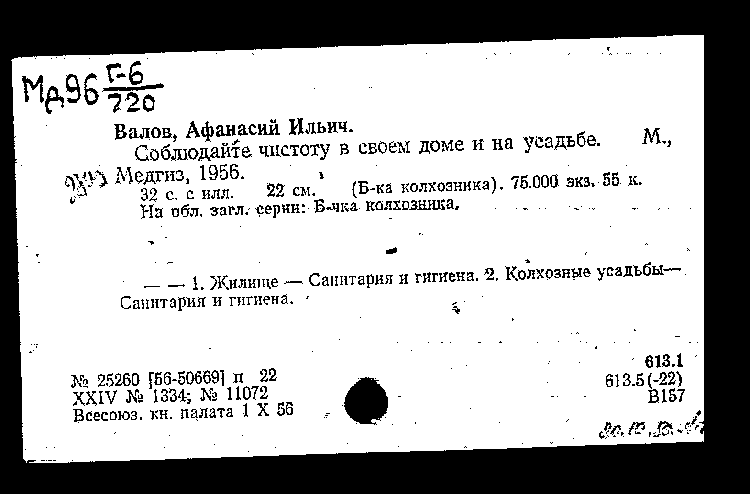 Мд96 Г-6
220
Валов, Афанасий Ильич.
Соблюдайте чистоту в своем доме и на усадьбе. М.,
Медгиз, 1956.
32 с. с илл. 22 см. (Б-ка колхозника). 75.000 экз. 55 к.
На обл. загл. серии: Б-чка колхозника.
— — 1. Жилище — Санитария и гигиена. 2. Колхозные усадьбы—
Санитария и гигиена.
613.1
№ 25260 [56-50669] п 22 613.5(-22)
XXIV № 1334; № 11072 В157
Всесоюз. кн. палата 1 X 56